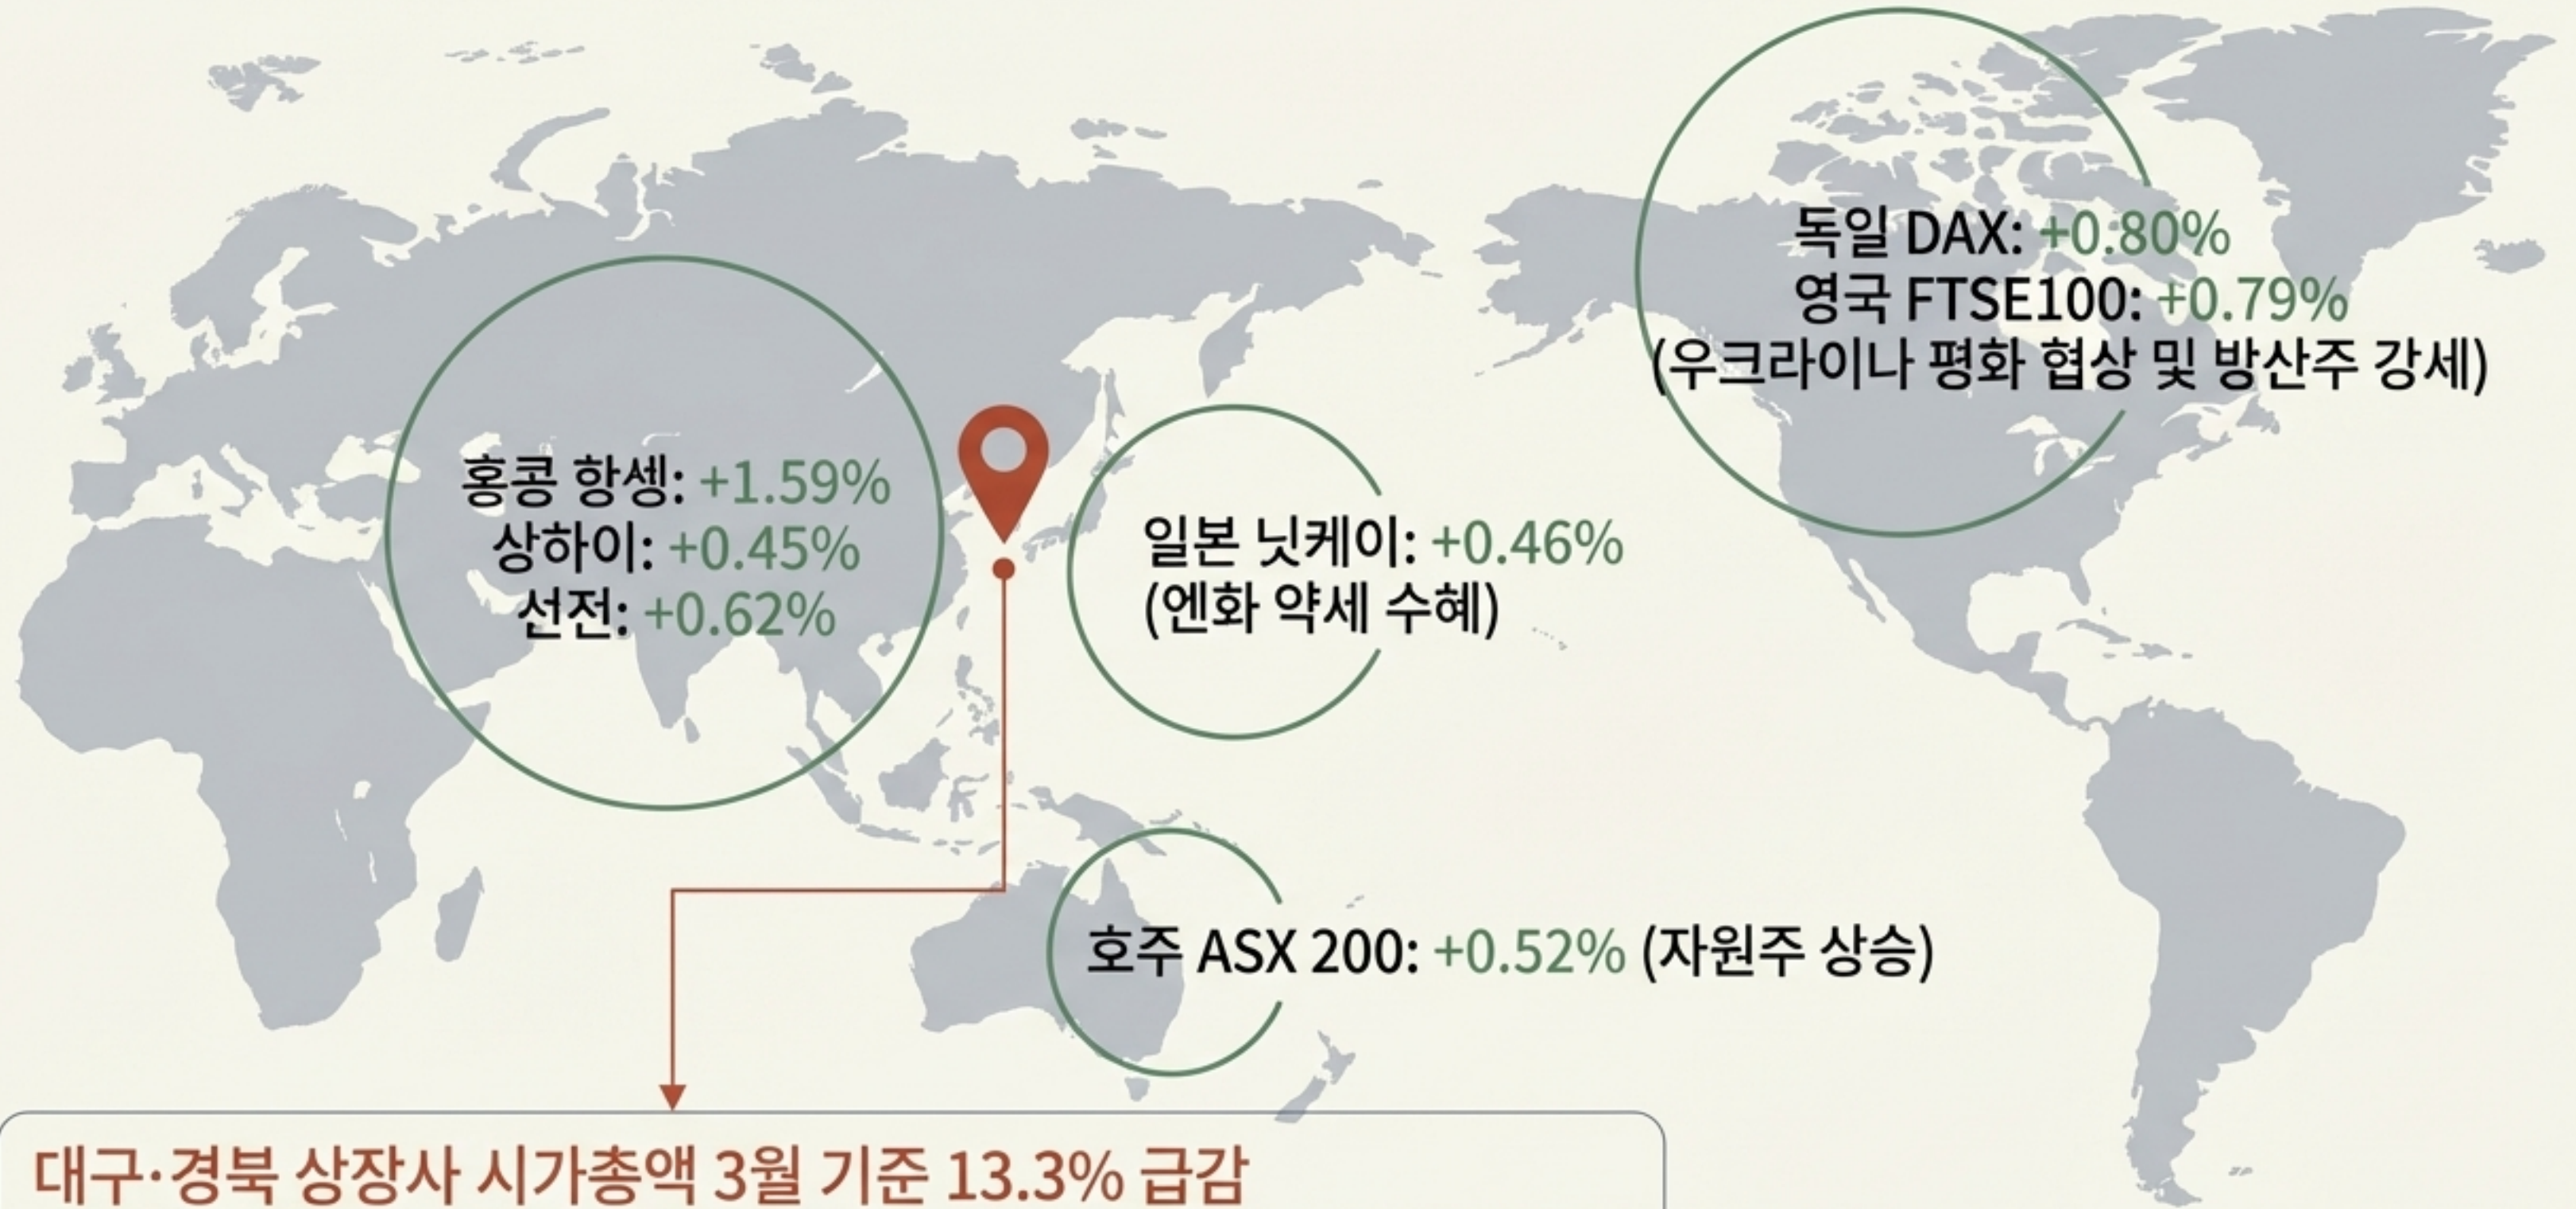 독일 DAX: +0.80%
영국 FTSE100: +0.79%
(우크라이나 평화 협상 및 방산주 강세)
홍콩 항셍: +1.59%
상하이: +0.45%
선전: +0.62%
일본 닛케이: +0.46%
(엔화 약세 수혜)
호주 ASX 200: +0.52% (자원주 상승)
대구·경북 상장사 시가총액 3월 기준 13.3% 급감